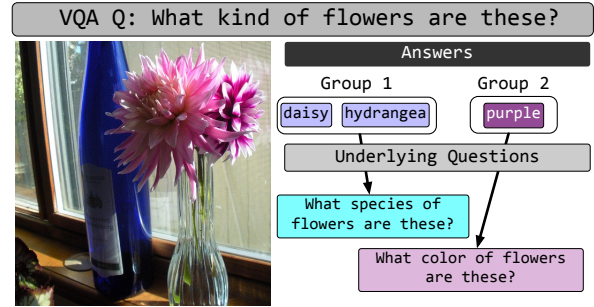 VQA Q: What kind of flowers are these?
Answers
Group 1
Group 2
daisy
hydrangea
purple
Underlying Questions
What species of
flowers are these?
What color of flowers
are these?